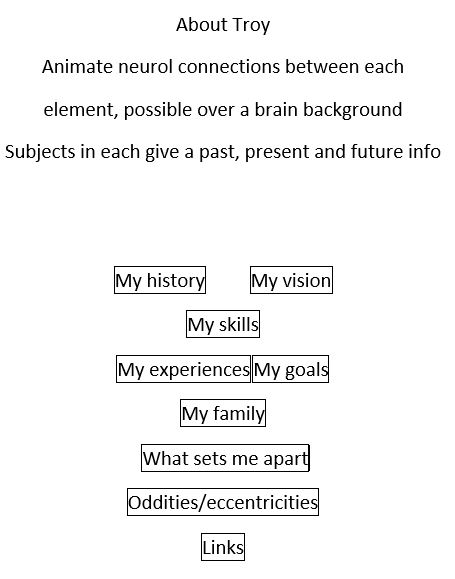 About Troy
Animate neurol connections between each
element, possible over a brain background
Subjects in each give a past, present and future info
My history My vision
My skills
My experiences My goals
My family
What sets me apart
Oddities/eccentricities
Links